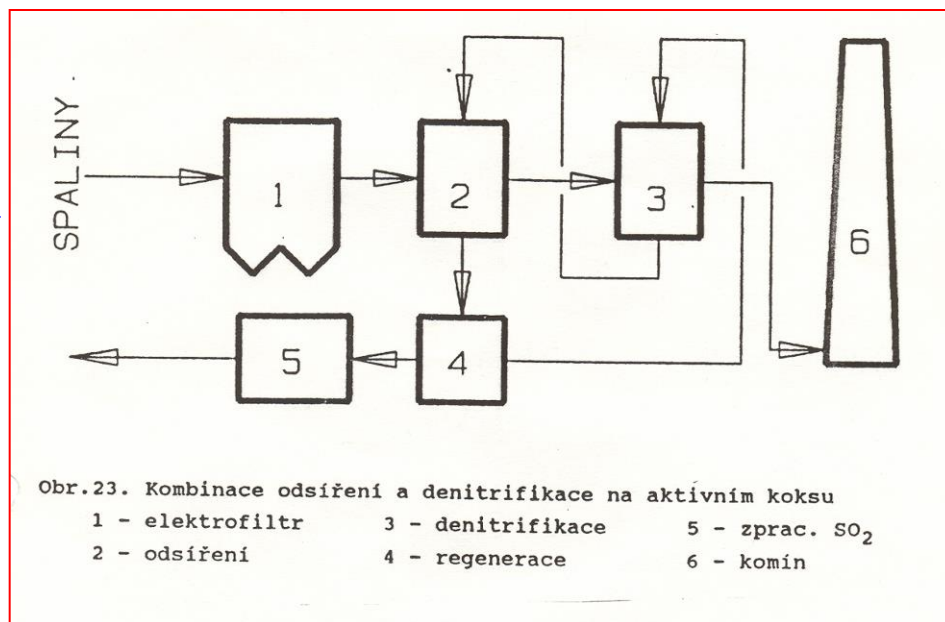 SPALINY
1
2
3
6
5
4
Obr.23. Kombinace odsíření a denitrifikace na aktivním koksu
1 - elektrofiltr 3 - denitrifikace 5 - zprac. SO₂
2 - odsíření 4 - regenerace 6 - komín